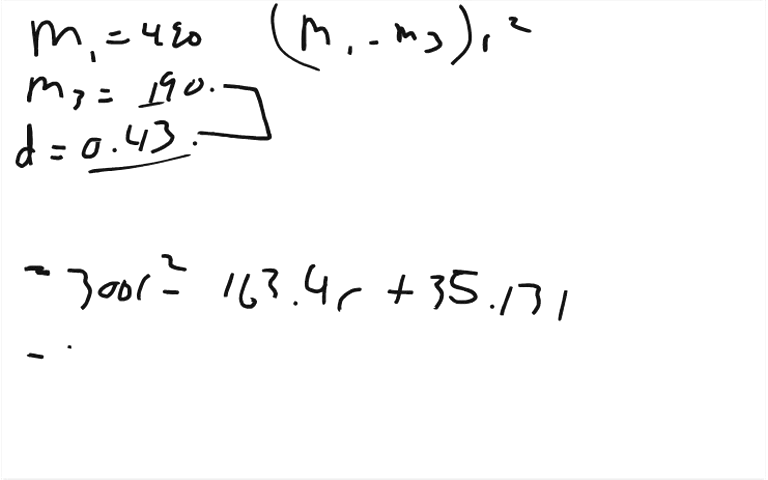 m₁ = 480 (m₁ - m₃)r²
m₃ = 190.
d = 0.43.
= 300r² - 163.4r + 35.131
-